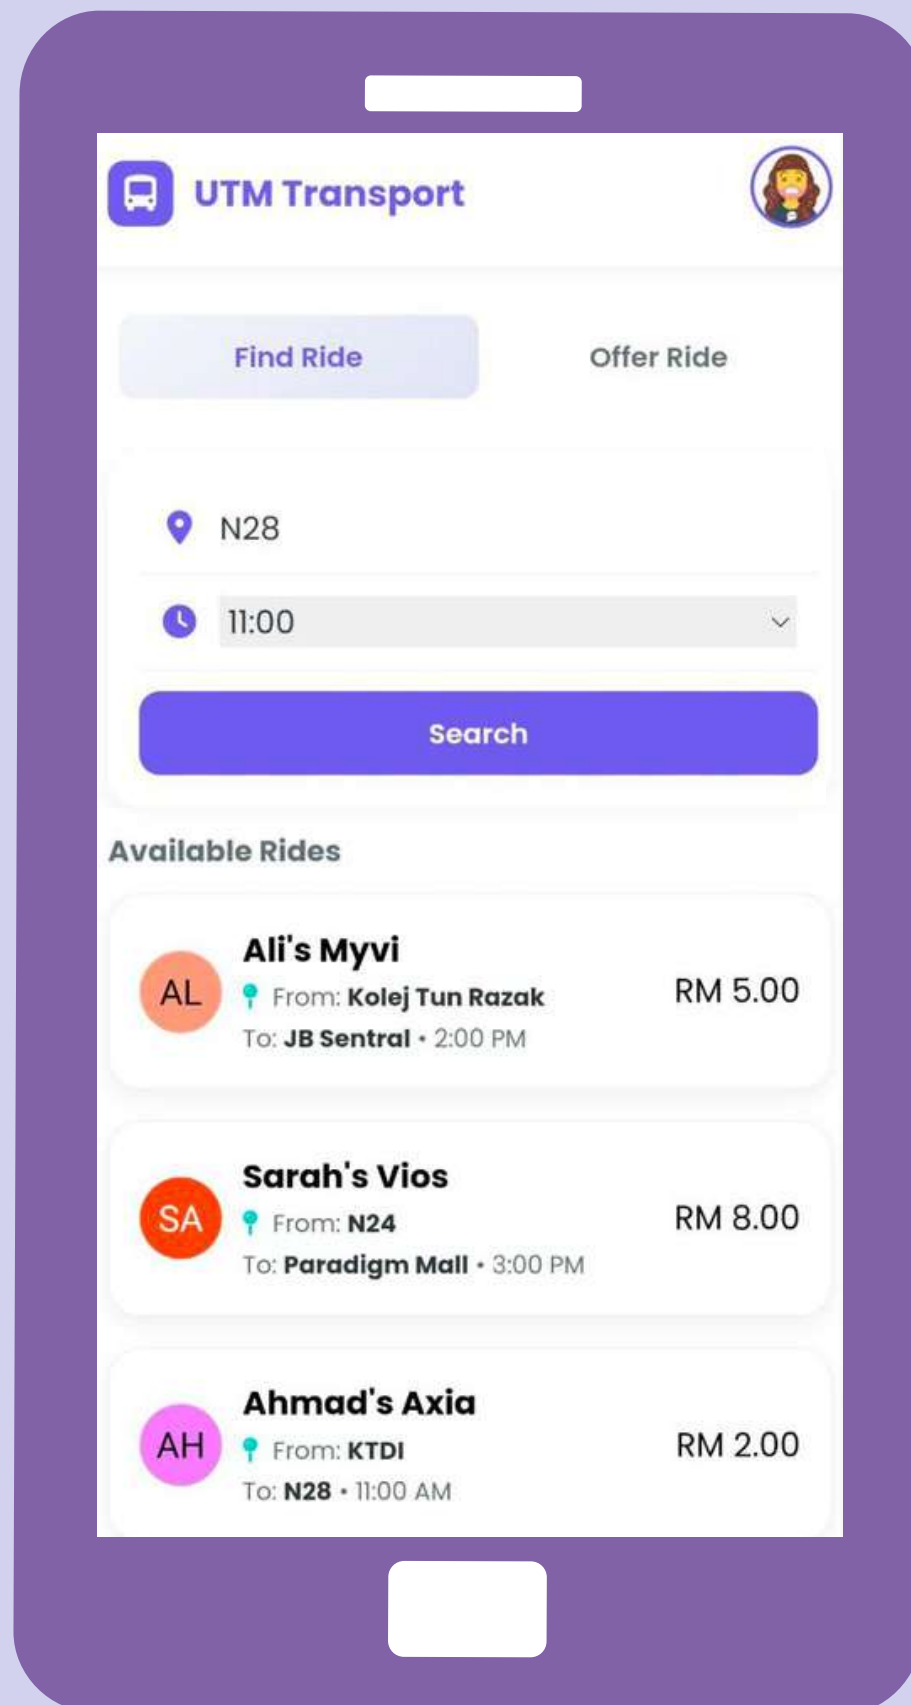 UTM Transport
Find Ride
Offer Ride
N28
11:00
Search
Available Rides
AL
Ali's Myvi
From: Kolej Tun Razak
To: JB Sentral • 2:00 PM
RM 5.00
SA
Sarah's Vios
From: N24
To: Paradigm Mall • 3:00 PM
RM 8.00
AH
Ahmad's Axia
From: KTDI
To: N28 • 11:00 AM
RM 2.00